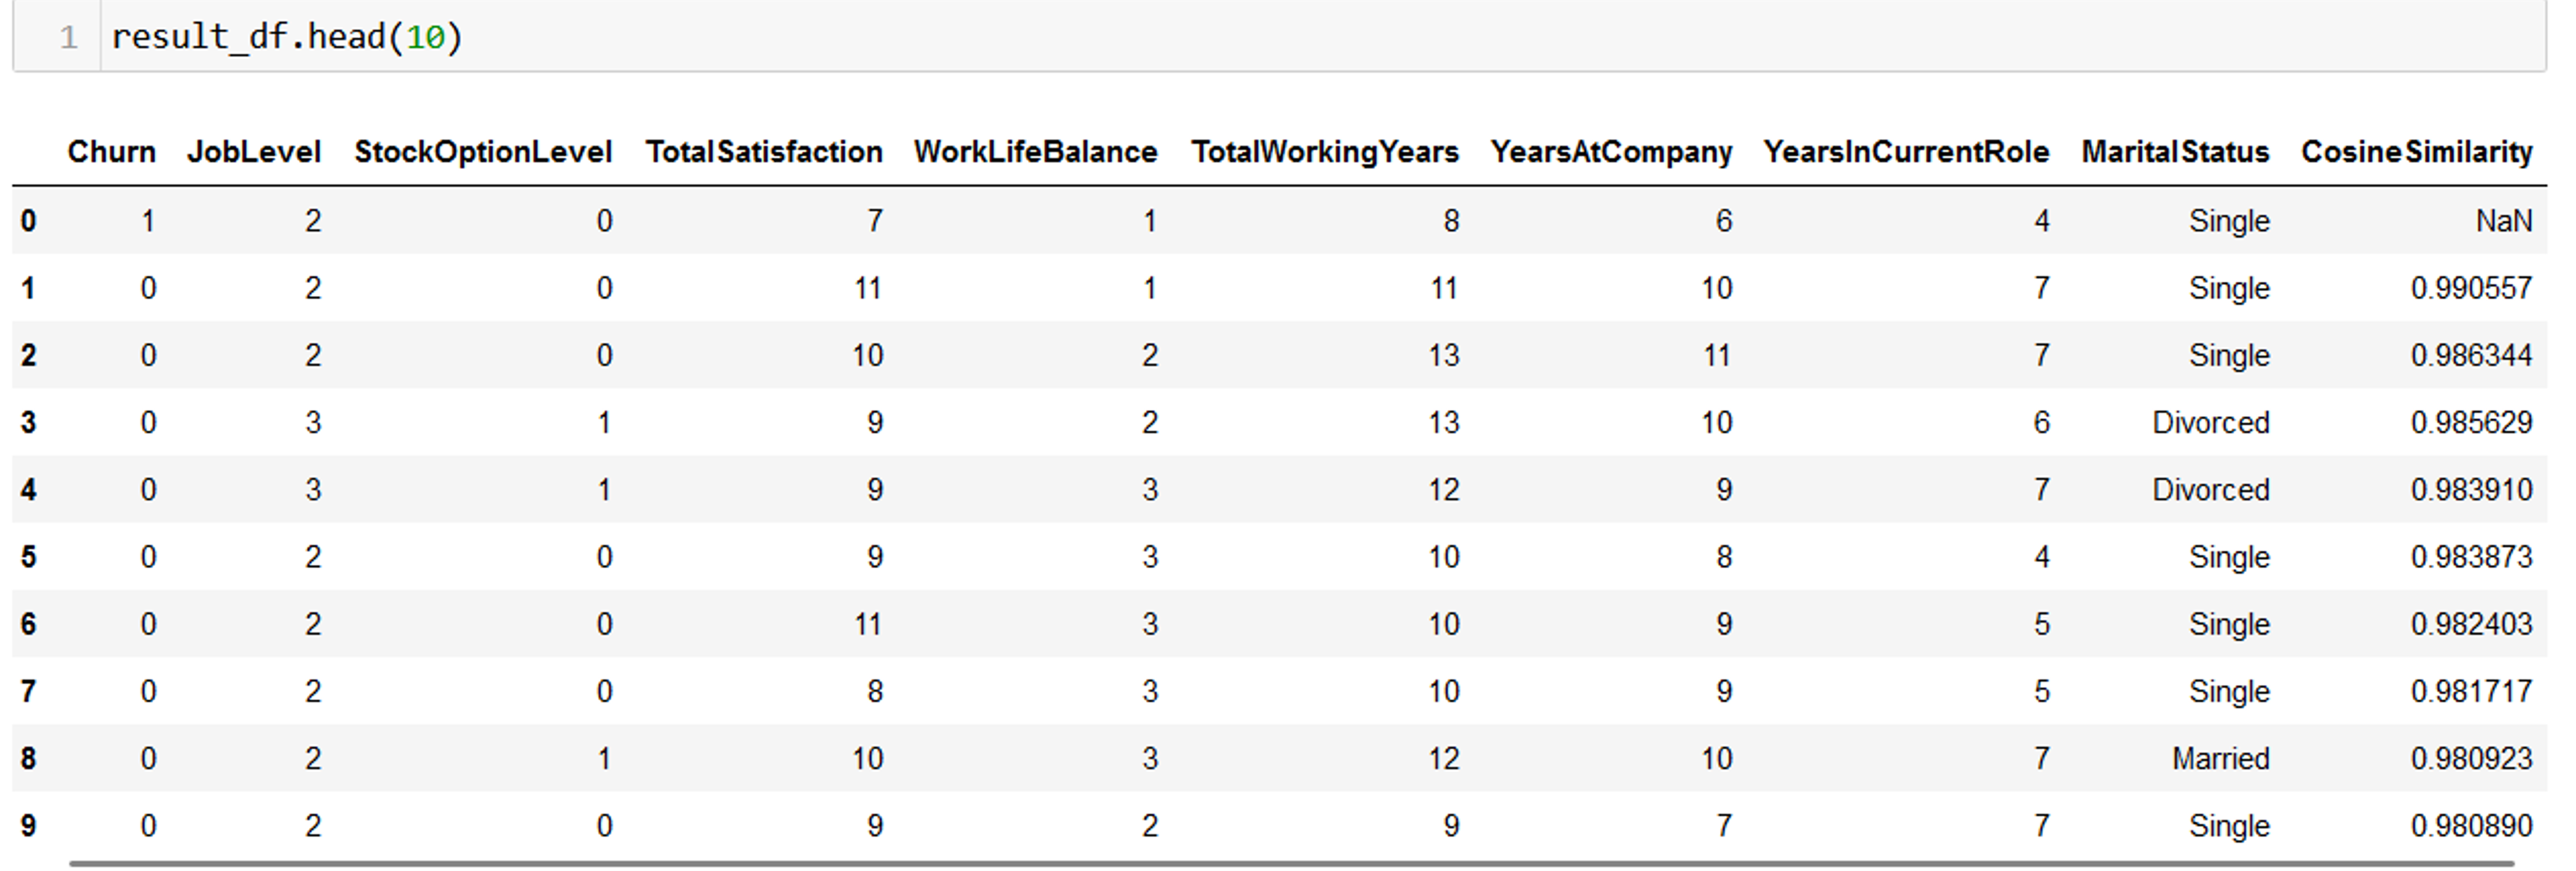 1 result_df.head(10)
Churn JobLevel StockOptionLevel TotalSatisfaction WorkLifeBalance TotalWorkingYears YearsAtCompany YearsInCurrentRole MaritalStatus CosineSimilarity
0 1 2 0 7 1 8 6 4 Single NaN
1 0 2 0 11 1 11 10 7 Single 0.990557
2 0 2 0 10 2 13 11 7 Single 0.986344
3 0 3 1 9 2 13 10 6 Divorced 0.985629
4 0 3 1 9 3 12 9 7 Divorced 0.983910
5 0 2 0 9 3 10 8 4 Single 0.983873
6 0 2 0 11 3 10 9 5 Single 0.982403
7 0 2 0 8 3 10 9 5 Single 0.981717
8 0 2 1 10 3 12 10 7 Married 0.980923
9 0 2 0 9 2 9 7 7 Single 0.980890